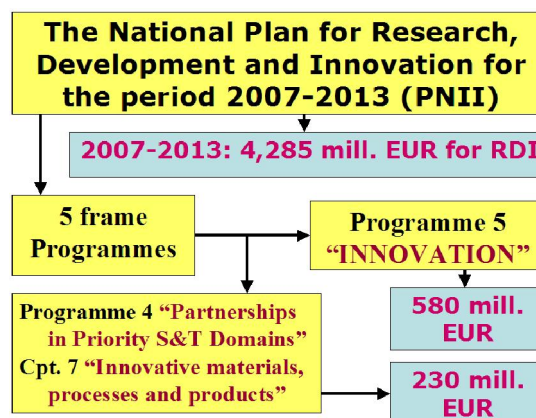 The National Plan for Research,
Development and Innovation for
the period 2007-2013 (PNII)
2007-2013: 4,285 mill. EUR for RDI
5 frame
Programmes
Programme 5
“INNOVATION”
Programme 4 “Partnerships
in Priority S&T Domains”
Cpt. 7 “Innovative materials,
processes and products”
580 mill.
EUR
230 mill.
EUR